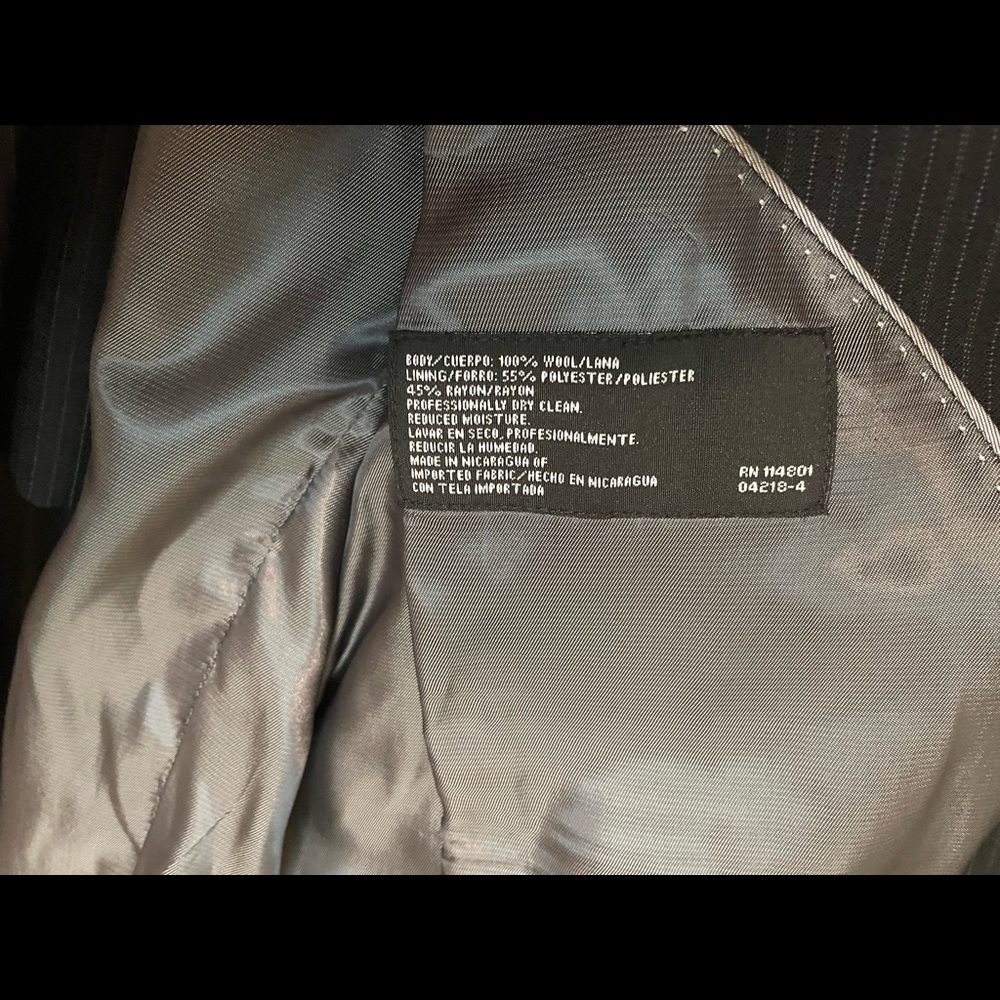 BODY/CUERPO: 100% WOOL/LANA
LINING/FORRO: 55% POLYESTER/POLIESTER
45% RAYON/RAYON
PROFESSIONALLY DRY CLEAN.
REDUCED MOISTURE.
LAVAR EN SECO, PROFESIONALMENTE.
REDUCIR LA HUMEDAD.
MADE IN NICARAGUA OF
IMPORTED FABRIC/HECHO EN NICARAGUA
CON TELA IMPORTADA
RN 114801
04218-4